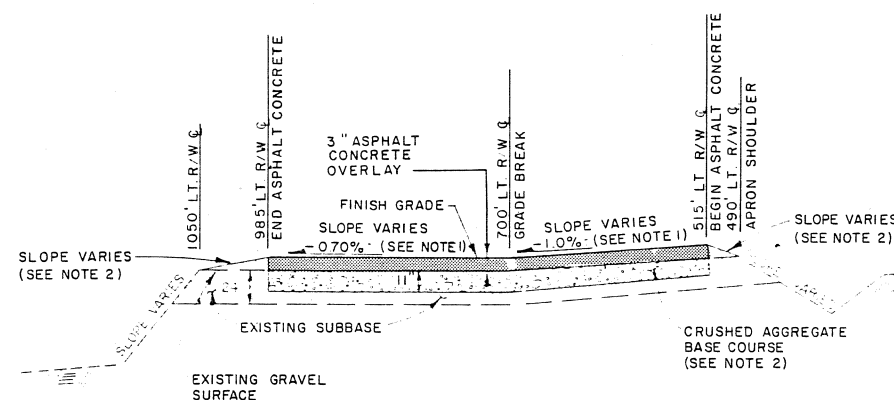 1050' LT. R/W ℄
985' LT. R/W ℄
END ASPHALT CONCRETE
3" ASPHALT
CONCRETE
OVERLAY
700' LT. R/W ℄
GRADE BREAK
515' LT. R/W ℄
BEGIN ASPHALT CONCRETE
490' LT. R/W ℄
APRON SHOULDER
FINISH GRADE
SLOPE VARIES
-0.70% (SEE NOTE 1)
SLOPE VARIES
-1.0% (SEE NOTE 1)
SLOPE VARIES
(SEE NOTE 2)
SLOPE VARIES
(SEE NOTE 2)
SLOPE VARIES
11"
24
EXISTING SUBBASE
CRUSHED AGGREGATE
BASE COURSE
(SEE NOTE 2)
EXISTING GRAVEL
SURFACE